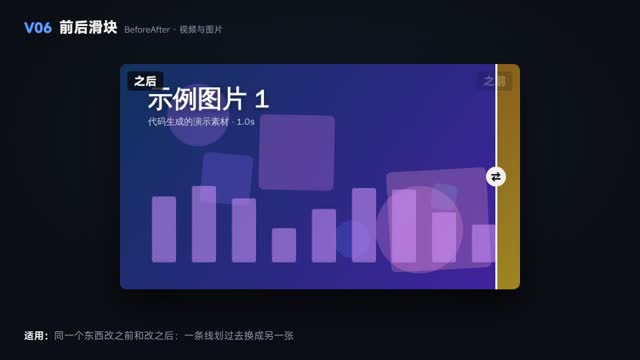 V06 前后滑块 BeforeAfter · 视频与图片
之后
之前
示例图片 1
代码生成的演示素材 · 1.0s
适用：同一个东西改之前和改之后：一条线划过去换成另一张